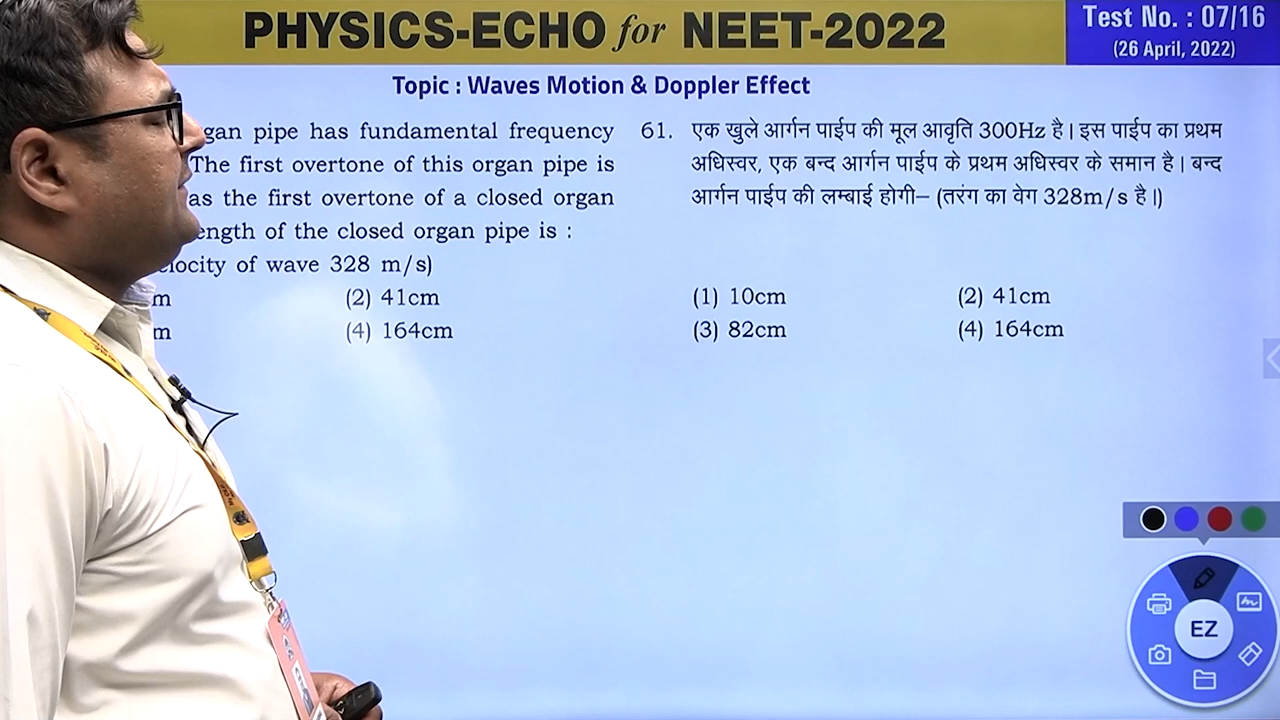 PHYSICS-ECHO for NEET-2022
Test No. : 07/16
(26 April, 2022)
Topic : Waves Motion & Doppler Effect
pipe has fundamental frequency
The first overtone of this organ pipe is
as the first overtone of a closed organ
of the closed organ pipe is :
of wave 328 m/s)
m
(2) 41cm
m
(4) 164cm
61. एक खुले आर्गन पाईप की मूल आवृति 300Hz है। इस पाईप का प्रथम
अधिस्वर, एक बन्द आर्गन पाईप के प्रथम अधिस्वर के समान है। बन्द
आर्गन पाईप की लम्बाई होगी– (तरंग का वेग 328m/s है।)
(1) 10cm
(2) 41cm
(3) 82cm
(4) 164cm
EZ